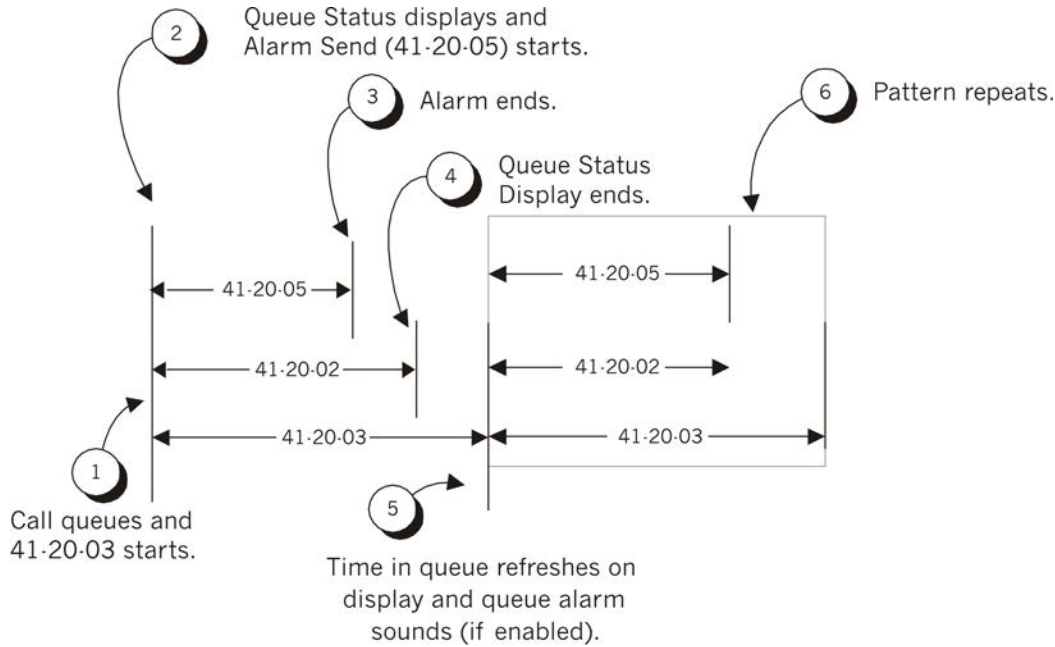 2
Queue Status displays and
Alarm Send (41-20-05) starts.
3
Alarm ends.
6
Pattern repeats.
4
Queue Status
Display ends.
41-20-05
41-20-05
41-20-02
41-20-02
41-20-03
41-20-03
1
Call queues and
41-20-03 starts.
5
Time in queue refreshes on
display and queue alarm
sounds (if enabled).